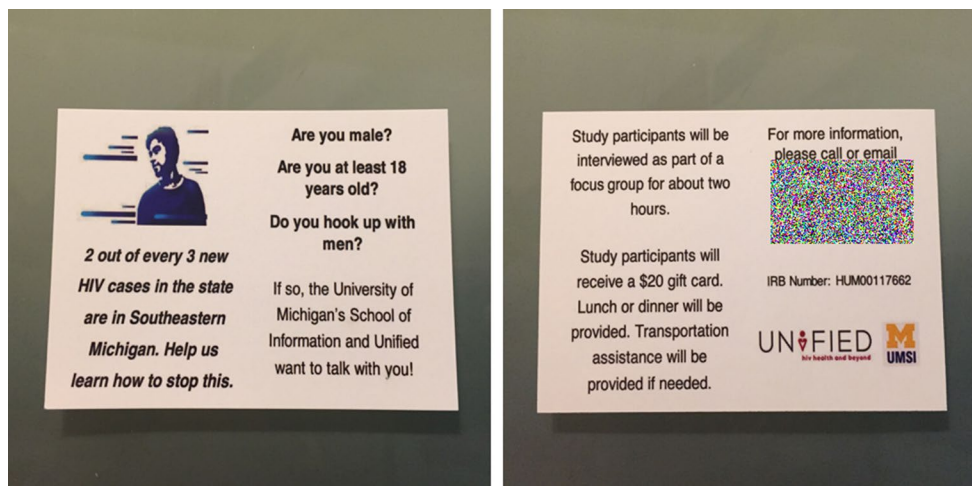 2 out of every 3 new
HIV cases in the state
are in Southeastern
Michigan. Help us
learn how to stop this.
Are you male?
Are you at least 18
years old?
Do you hook up with
men?
If so, the University of
Michigan's School of
Information and Unified
want to talk with you!
Study participants will be
interviewed as part of a
focus group for about two
hours.
Study participants will
receive a $20 gift card.
Lunch or dinner will be
provided. Transportation
assistance will be
provided if needed.
For more information,
please call or email
IRB Number: HUM00117662
UNIFIED
hiv health and beyond
M
UMSI